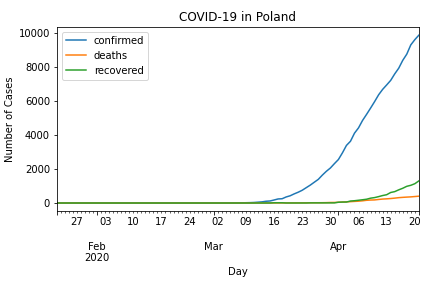 COVID-19 in Poland
confirmed
deaths
recovered
Number of Cases
10000
8000
6000
4000
2000
0
27 03 10 17 24 02 09 16 23 30 06 13 20
Feb Mar Apr
2020
Day